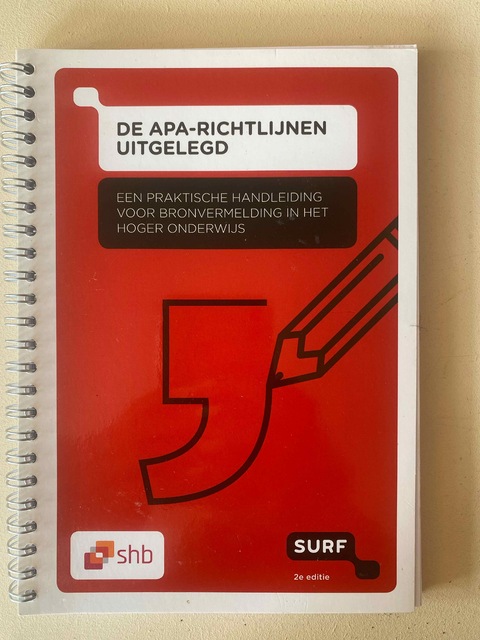 DE APA-RICHTLIJNEN
UITGELEGD
EEN PRAKTISCHE HANDLEIDING
VOOR BRONVERMELDING IN HET
HOGER ONDERWIJS
shb
SURF
2e editie